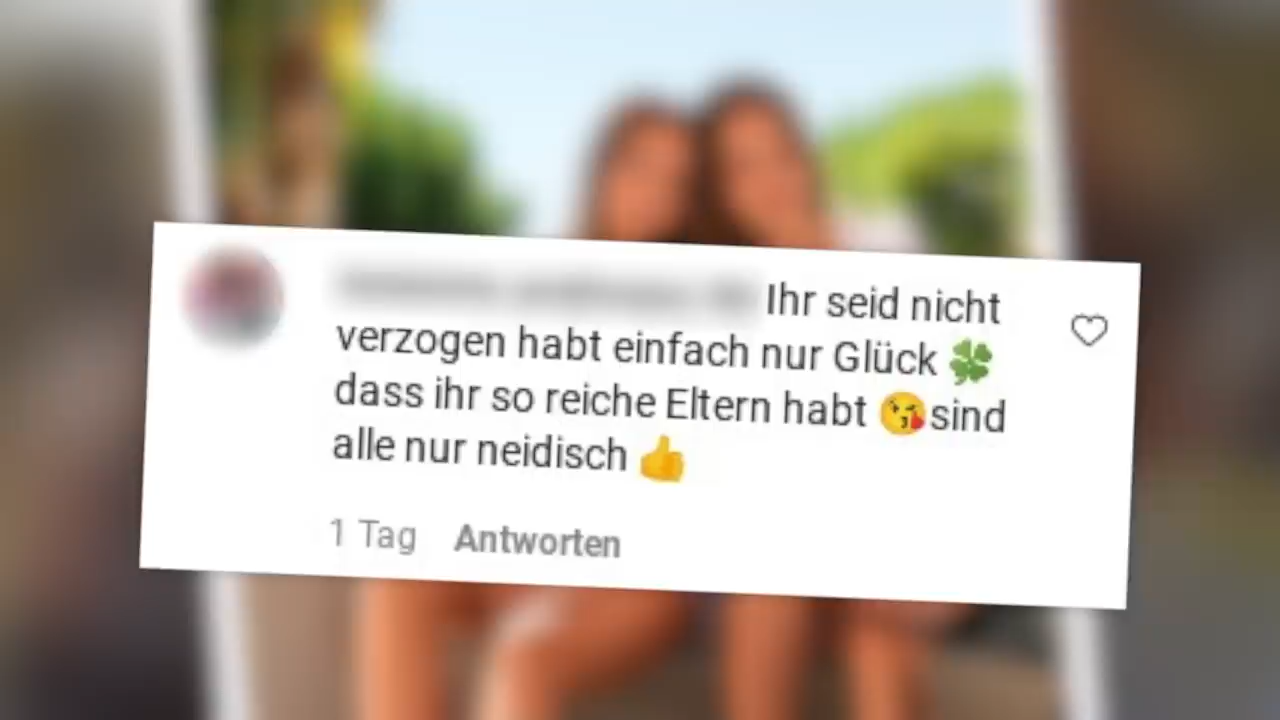 Ihr seid nicht
verzogen habt einfach nur Glück 🍀
dass ihr so reiche Eltern habt 😘sind
alle nur neidisch 👍
1 Tag Antworten